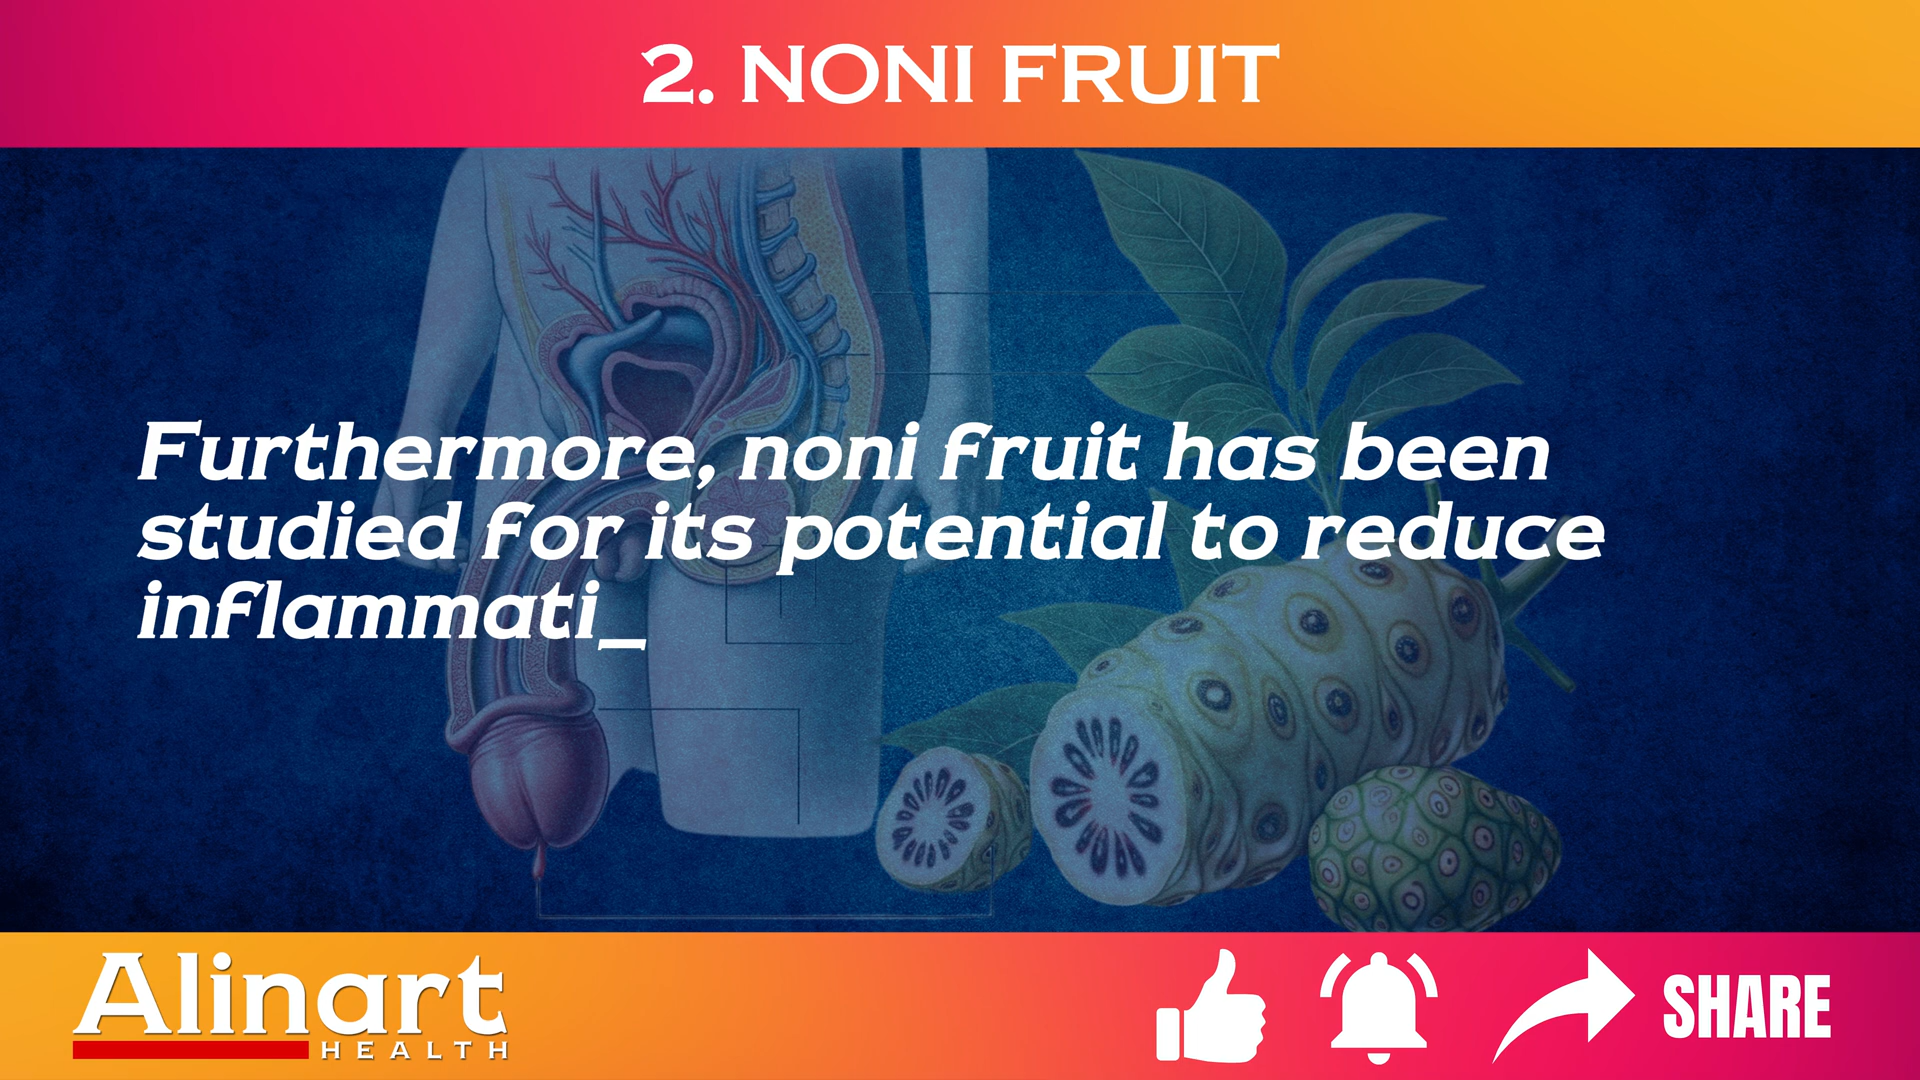 2. NONI FRUIT
Furthermore, noni fruit has been
studied for its potential to reduce
inflammati_
Alinart
HEALTH
SHARE